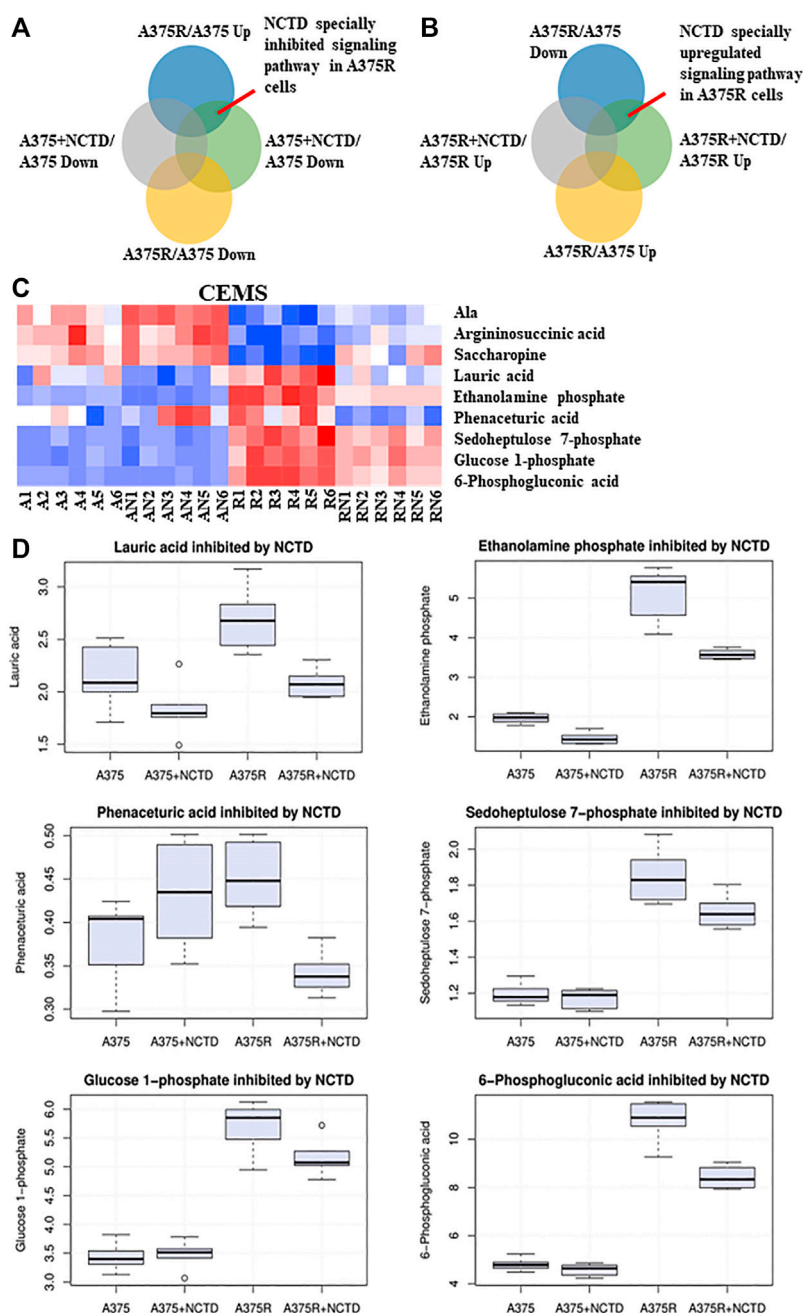 A
A375R/A375 Up
NCTD specially
inhibited signaling
pathway in A375R
cells
A375+NCTD/
A375 Down
A375+NCTD/
A375 Down
A375R/A375 Down
B
A375R/A375
Down
NCTD specially
upregulated
signaling pathway
in A375R cells
A375R+NCTD/
A375R Up
A375R+NCTD/
A375R Up
A375R/A375 Up
C
CEMS
Ala
Argininosuccinic acid
Saccharopine
Lauric acid
Ethanolamine phosphate
Phenaceturic acid
Sedoheptulose 7-phosphate
Glucose 1-phosphate
6-Phosphogluconic acid
A1 A2 A3 A4 A5 A6 AN1 AN2 AN3 AN4 AN5 AN6 R1 R2 R3 R4 R5 R6 RN1 RN2 RN3 RN4 RN5 RN6
D
Lauric acid inhibited by NCTD
Lauric acid
3.0
2.5
2.0
1.5
A375 A375+NCTD A375R A375R+NCTD
Ethanolamine phosphate inhibited by NCTD
Ethanolamine phosphate
5
4
3
2
A375 A375+NCTD A375R A375R+NCTD
Phenaceturic acid inhibited by NCTD
Phenaceturic acid
0.50
0.45
0.40
0.35
0.30
A375 A375+NCTD A375R A375R+NCTD
Sedoheptulose 7−phosphate inhibited by NCTD
Sedoheptulose 7−phosphate
2.0
1.8
1.6
1.4
1.2
A375 A375+NCTD A375R A375R+NCTD
Glucose 1−phosphate inhibited by NCTD
Glucose 1−phosphate
6.0
5.5
5.0
4.5
4.0
3.5
3.0
A375 A375+NCTD A375R A375R+NCTD
6−Phosphogluconic acid inhibited by NCTD
6−Phosphogluconic acid
10
8
6
4
A375 A375+NCTD A375R A375R+NCTD